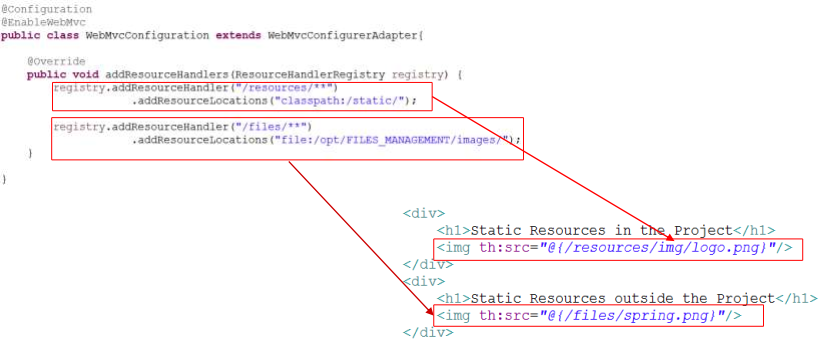 @Configuration
@EnableWebMvc
public class WebMvcConfiguration extends WebMvcConfigurerAdapter{
@Override
public void addResourceHandlers(ResourceHandlerRegistry registry) {
registry.addResourceHandler("/resources/**")
.addResourceLocations("classpath:/static/");
registry.addResourceHandler("/files/**")
.addResourceLocations("file:/opt/FILES_MANAGEMENT/images/");
}
}
<div>
<h1>Static Resources in the Project</h1>
<img th:src="@{/resources/img/logo.png}"/>
</div>
<div>
<h1>Static Resources outside the Project</h1>
<img th:src="@{/files/spring.png}"/>
</div>